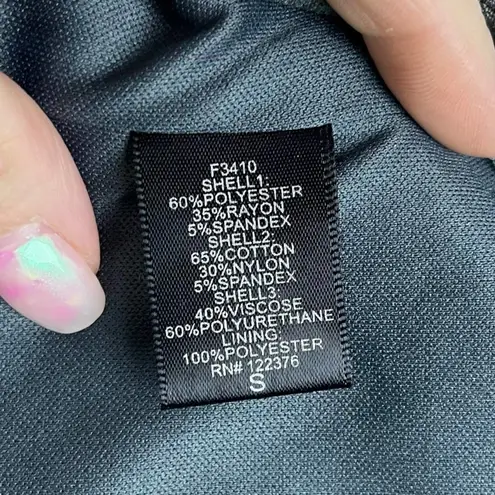 F3410
SHELL1:
60%POLYESTER
35%RAYON
5%SPANDEX
SHELL2:
65%COTTON
30%NYLON
5%SPANDEX
SHELL3:
40%VISCOSE
60%POLYURETHANE
LINING:
100%POLYESTER
RN# 122376
S